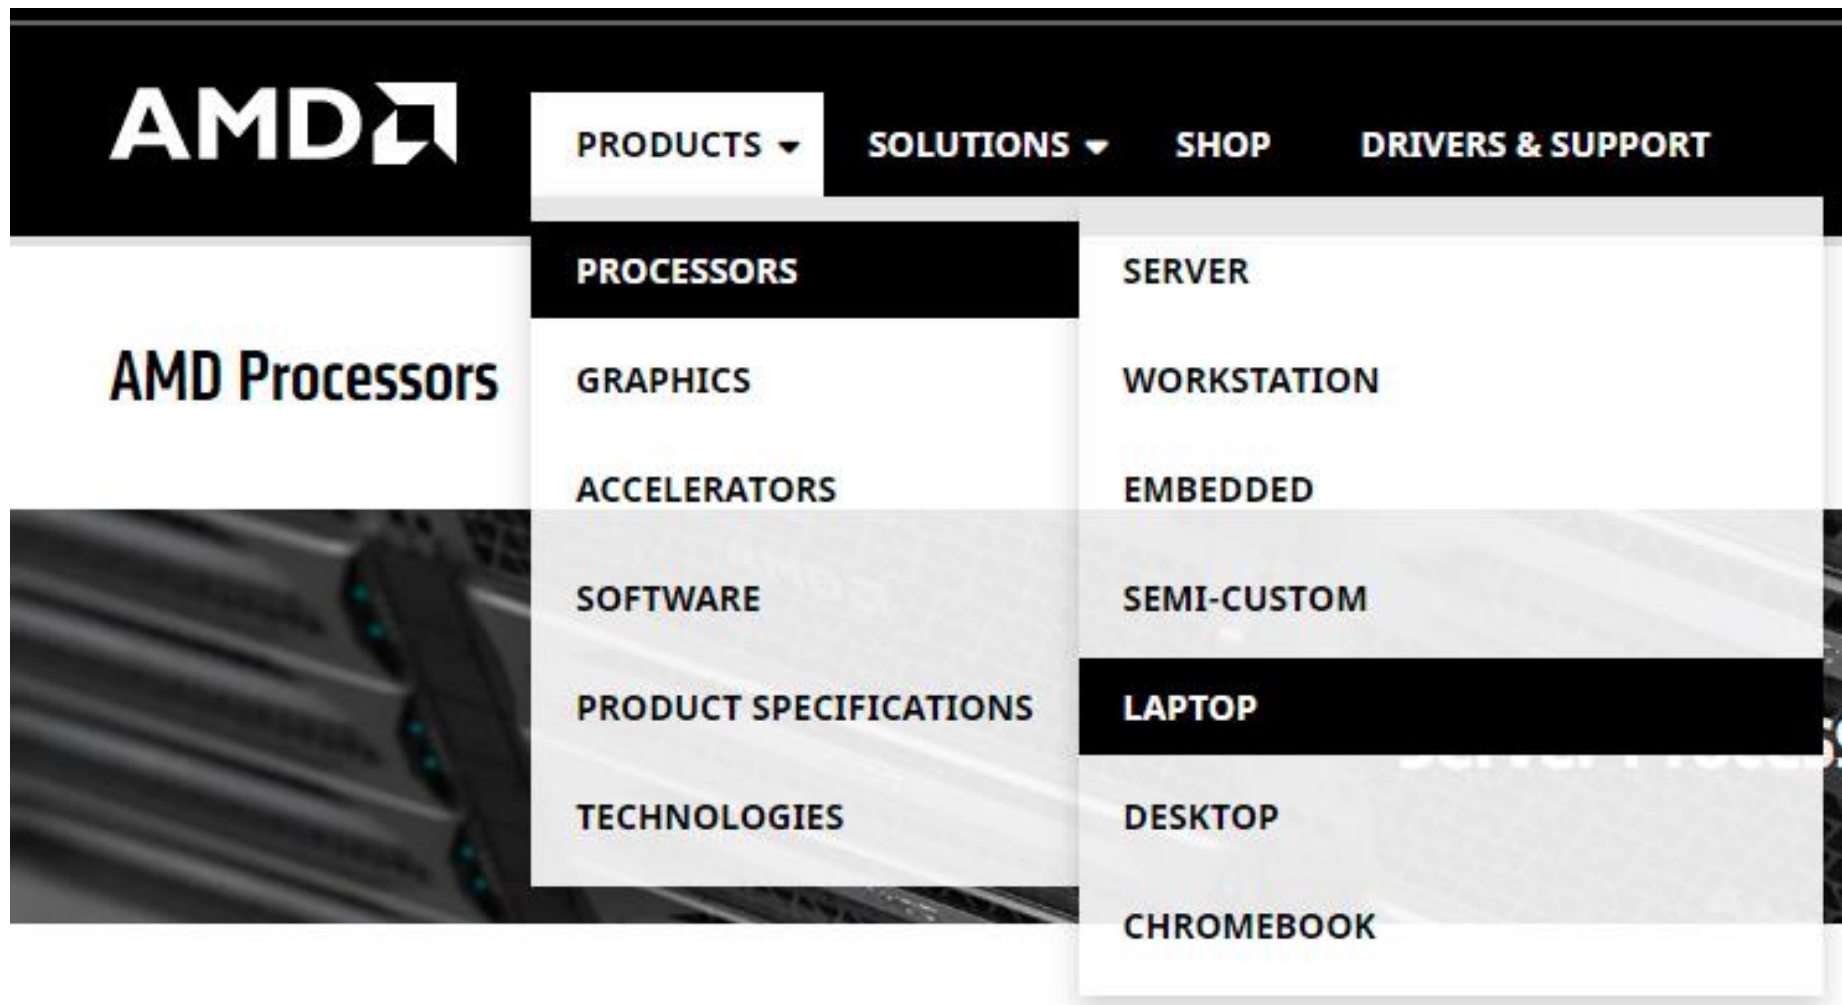 AMD
PRODUCTS SOLUTIONS SHOP DRIVERS & SUPPORT
AMD Processors
PROCESSORS
GRAPHICS
ACCELERATORS
SOFTWARE
PRODUCT SPECIFICATIONS
TECHNOLOGIES
SERVER
WORKSTATION
EMBEDDED
SEMI-CUSTOM
LAPTOP
DESKTOP
CHROMEBOOK